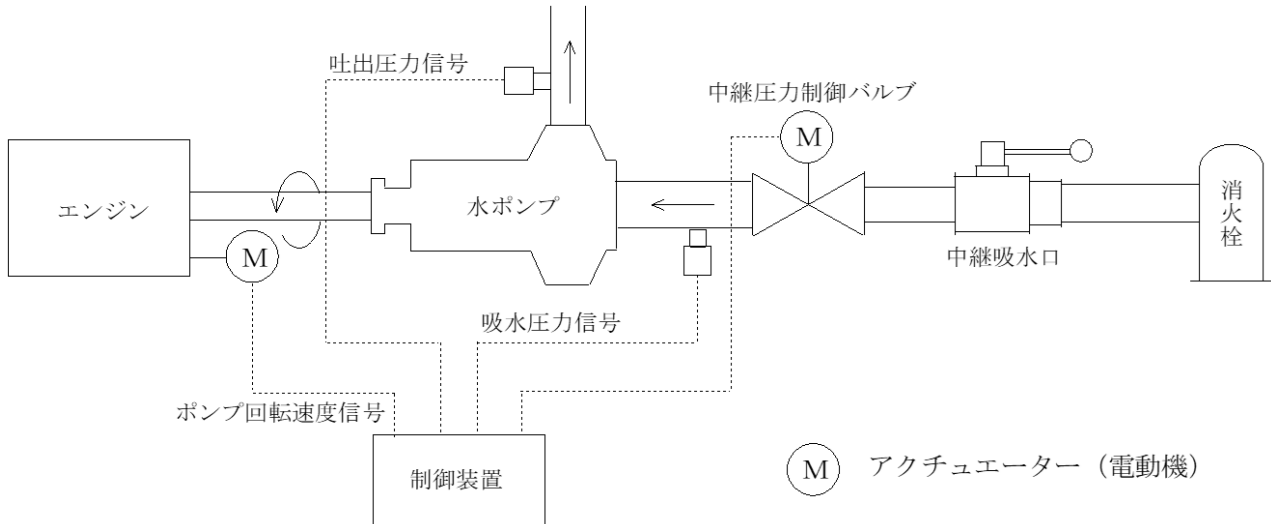 吐出圧力信号
中継圧力制御バルブ
M
エンジン
水ポンプ
消火栓
M
中継吸水口
吸水圧力信号
ポンプ回転速度信号
制御装置
M アクチュエーター（電動機）